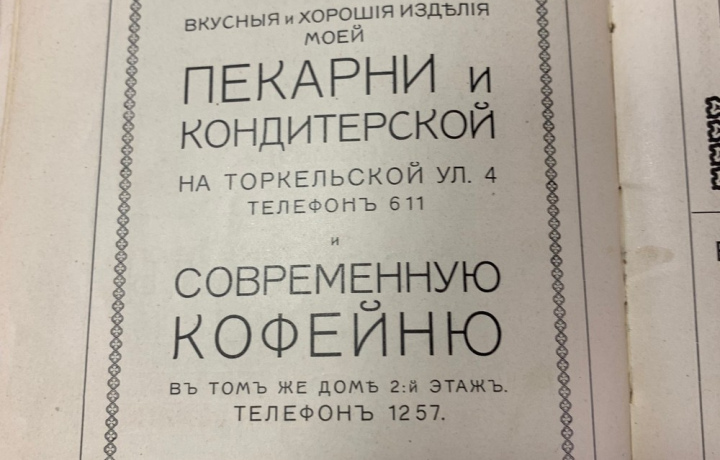 ВКУСНЫЯ и ХОРОШІЯ ИЗДѢЛІЯ
МОЕЙ
ПЕКАРНИ и
КОНДИТЕРСКОЙ
НА ТОРКЕЛЬСКОЙ УЛ. 4
ТЕЛЕФОНЪ 611
и
СОВРЕМЕННУЮ
КОФЕЙНЮ
ВЪ ТОМЪ ЖЕ ДОМѢ 2:й ЭТАЖЪ.
ТЕЛЕФОНЪ 1257.